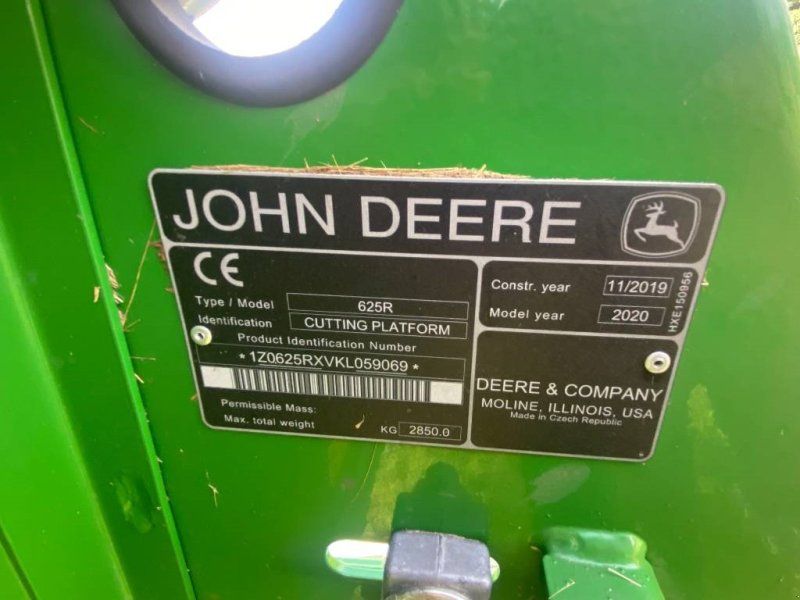 JOHN DEERE
CE
Type / Model 625R
Identification CUTTING PLATFORM
Product Identification Number
*1Z0625RXVKL059069*
Permissible Mass:
Max. total weight KG 2850.0
Constr. year 11/2019
Model year 2020
HXE150956
DEERE & COMPANY
MOLINE, ILLINOIS, USA
Made in Czech Republic